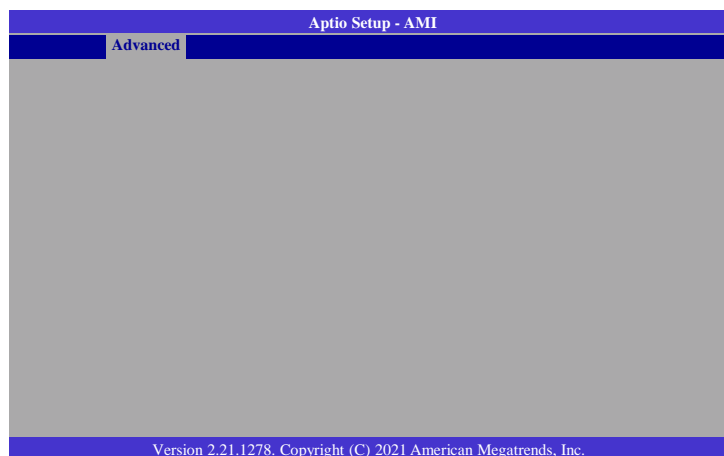 Aptio Setup - AMI
Advanced
Version 2.21.1278. Copyright (C) 2021 American Megatrends, Inc.